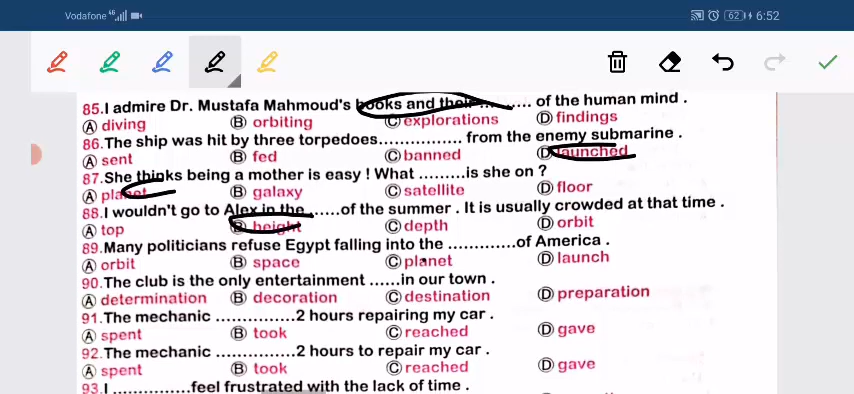 Vodafone 4G 62 6:52
85.I admire Dr. Mustafa Mahmoud's books and their ............ of the human mind .
Ⓐ diving Ⓑ orbiting Ⓒ explorations Ⓓ findings
86.The ship was hit by three torpedoes............... from the enemy submarine .
Ⓐ sent Ⓑ fed Ⓒ banned Ⓓ launched
87.She thinks being a mother is easy ! What .........is she on ?
Ⓐ planet Ⓑ galaxy Ⓒ satellite Ⓓ floor
88.I wouldn't go to Alex in the .......of the summer . It is usually crowded at that time .
Ⓐ top Ⓑ height Ⓒ depth Ⓓ orbit
89.Many politicians refuse Egypt falling into the .............of America .
Ⓐ orbit Ⓑ space Ⓒ planet Ⓓ launch
90.The club is the only entertainment ......in our town .
Ⓐ determination Ⓑ decoration Ⓒ destination Ⓓ preparation
91.The mechanic ...............2 hours repairing my car .
Ⓐ spent Ⓑ took Ⓒ reached Ⓓ gave
92.The mechanic ...............2 hours to repair my car .
Ⓐ spent Ⓑ took Ⓒ reached Ⓓ gave
93.I ...............feel frustrated with the lack of time .